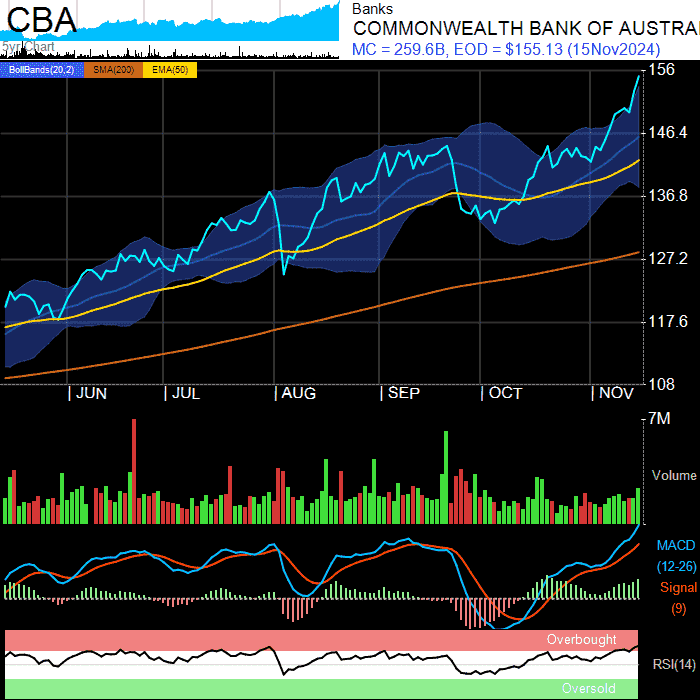 CBA
5yr Chart
Banks
COMMONWEALTH BANK OF AUSTRA
MC = 259.6B, EOD = $155.13 (15Nov2024)
BollBands(20,2) SMA(200) EMA(50)
156
146.4
136.8
127.2
117.6
108
JUN JUL AUG SEP OCT NOV
7M
Volume
MACD
(12-26)
Signal
(9)
Overbought
RSI(14)
Oversold